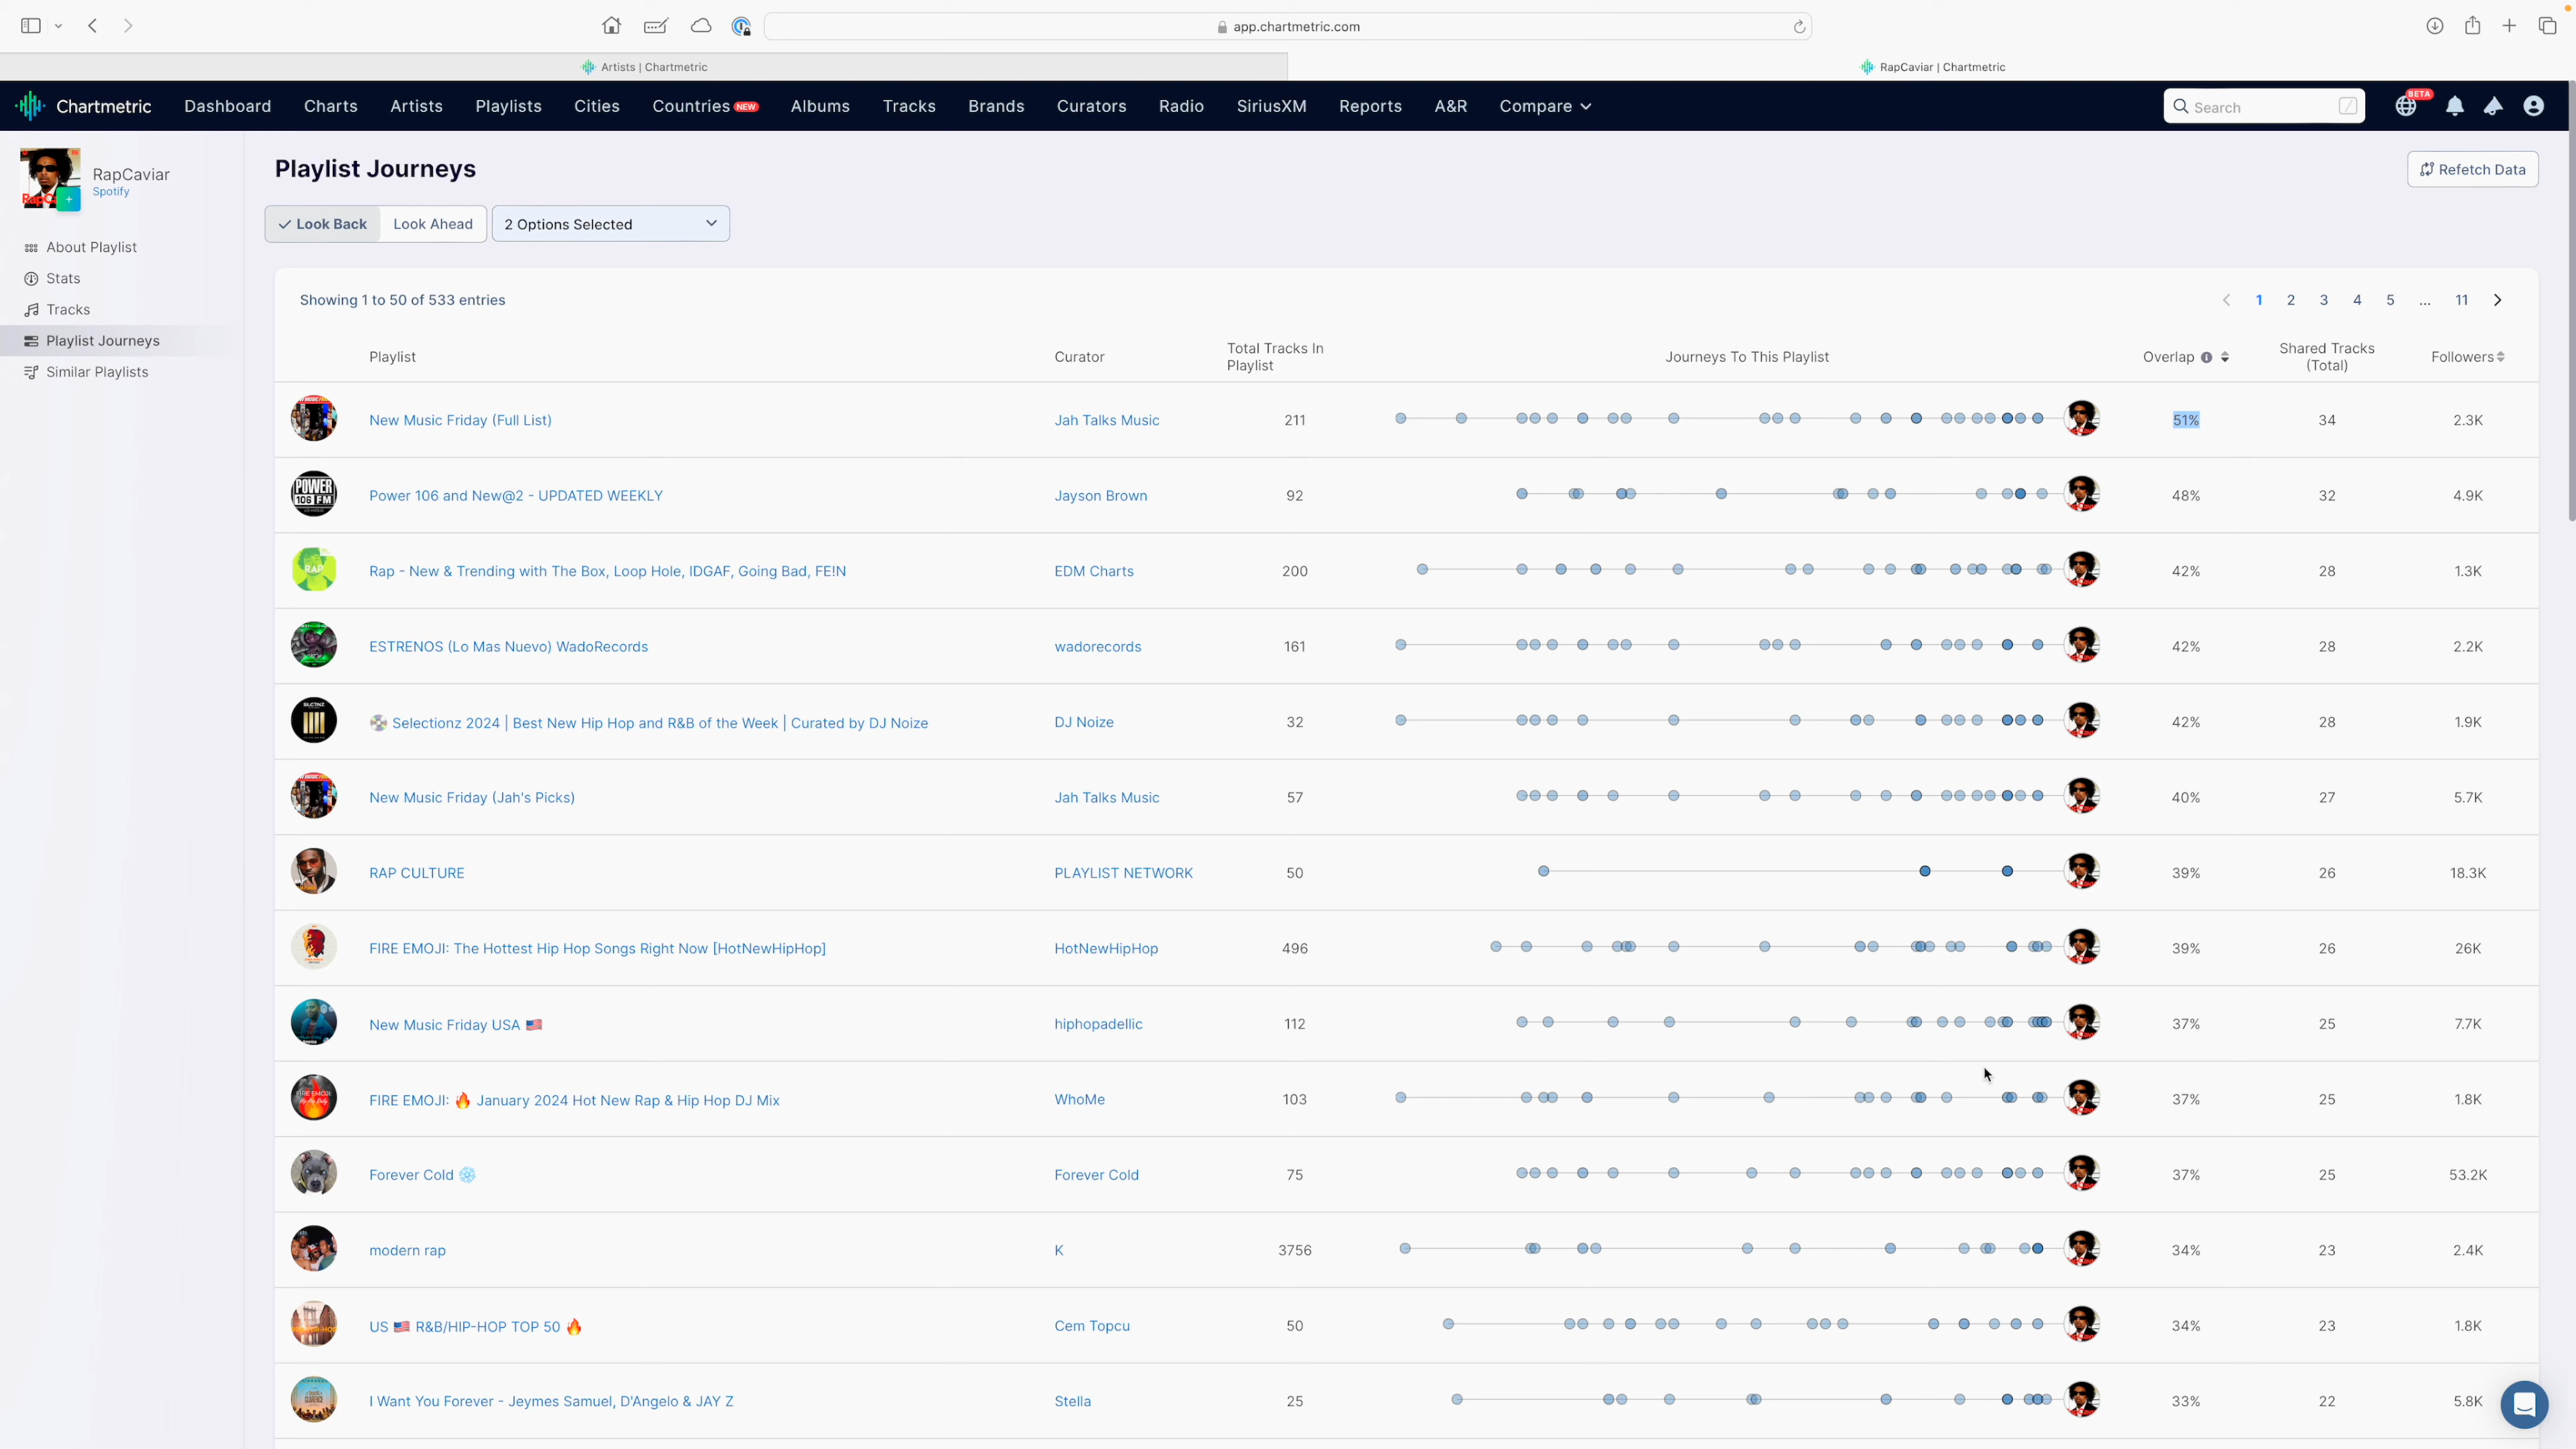 app.chartmetric.com
Artists | Chartmetric
RapCaviar | Chartmetric
Chartmetric Dashboard Charts Artists Playlists Cities Countries NEW Albums Tracks Brands Curators Radio SiriusXM Reports A&R Compare Search / BETA
RapCaviar
Spotify
About Playlist
Stats
Tracks
Playlist Journeys
Similar Playlists
Playlist Journeys
Refetch Data
Look Back Look Ahead 2 Options Selected
Showing 1 to 50 of 533 entries
1 2 3 4 5 ... 11
Playlist Curator Total Tracks In Playlist Journeys To This Playlist Overlap Shared Tracks (Total) Followers
New Music Friday (Full List) Jah Talks Music 211 51% 34 2.3K
POWER 106 FM
Power 106 and New@2 - UPDATED WEEKLY Jayson Brown 92 48% 32 4.9K
RAP
Rap - New & Trending with The Box, Loop Hole, IDGAF, Going Bad, FE!N EDM Charts 200 42% 28 1.3K
ESTRENOS (Lo Mas Nuevo) WadoRecords wadorecords 161 42% 28 2.2K
Selectionz 2024 | Best New Hip Hop and R&B of the Week | Curated by DJ Noize DJ Noize 32 42% 28 1.9K
New Music Friday (Jah's Picks) Jah Talks Music 57 40% 27 5.7K
RAP CULTURE PLAYLIST NETWORK 50 39% 26 18.3K
FIRE EMOJI: The Hottest Hip Hop Songs Right Now [HotNewHipHop] HotNewHipHop 496 39% 26 26K
New Music Friday USA 🇺🇸 hiphopadellic 112 37% 25 7.7K
FIRE EMOJI: 🔥 January 2024 Hot New Rap & Hip Hop DJ Mix WhoMe 103 37% 25 1.8K
Forever Cold ❄️ Forever Cold 75 37% 25 53.2K
modern rap K 3756 34% 23 2.4K
US 🇺🇸 R&B/HIP-HOP TOP 50 🔥 Cem Topcu 50 34% 23 1.8K
I Want You Forever - Jeymes Samuel, D'Angelo & JAY Z Stella 25 33% 22 5.8K